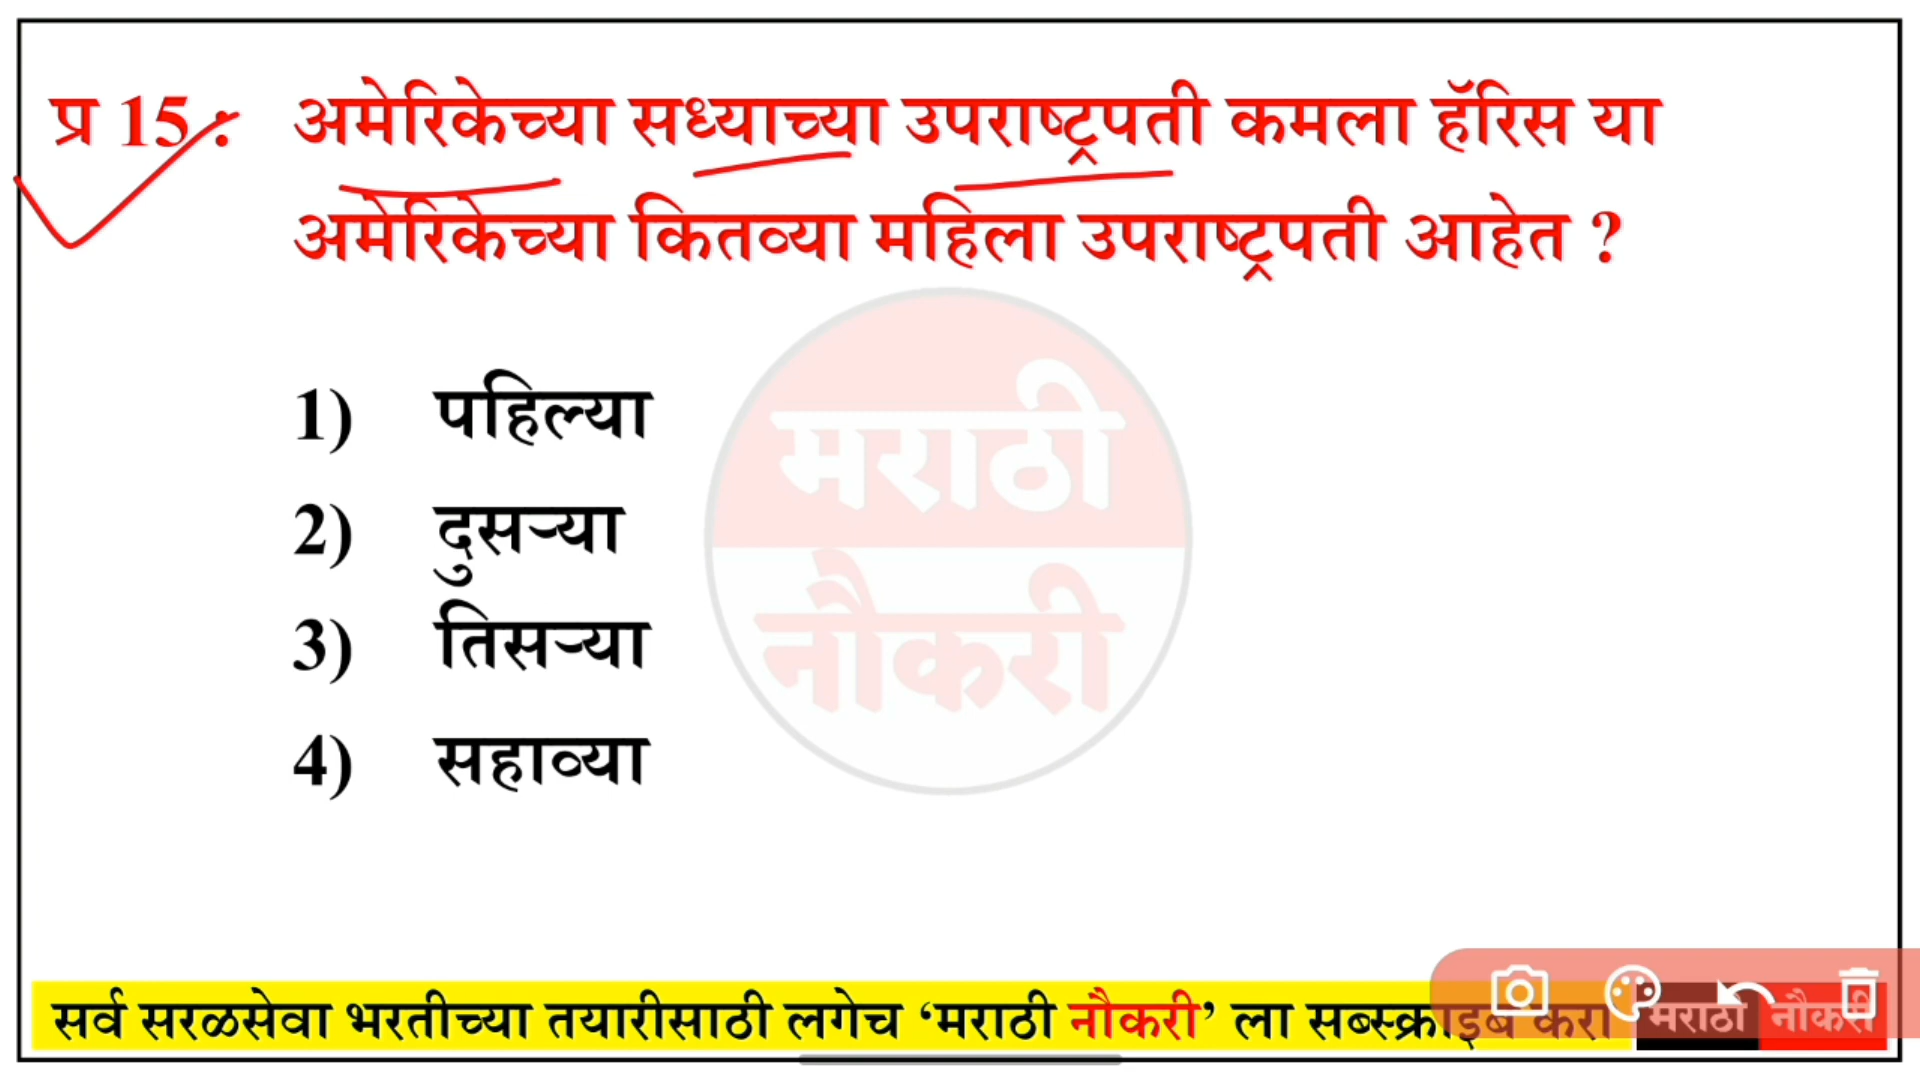 प्र 15 : अमेरिकेच्या सध्याच्या उपराष्ट्रपती कमला हॅरिस या
अमेरिकेच्या कितव्या महिला उपराष्ट्रपती आहेत ?
1) पहिल्या
2) दुसऱ्या
3) तिसऱ्या
4) सहाव्या
मराठी
नौकरी
सर्व सरळसेवा भरतीच्या तयारीसाठी लगेच ‘मराठी नौकरी’ ला सब्स्क्राइब करा मराठी नौकरी